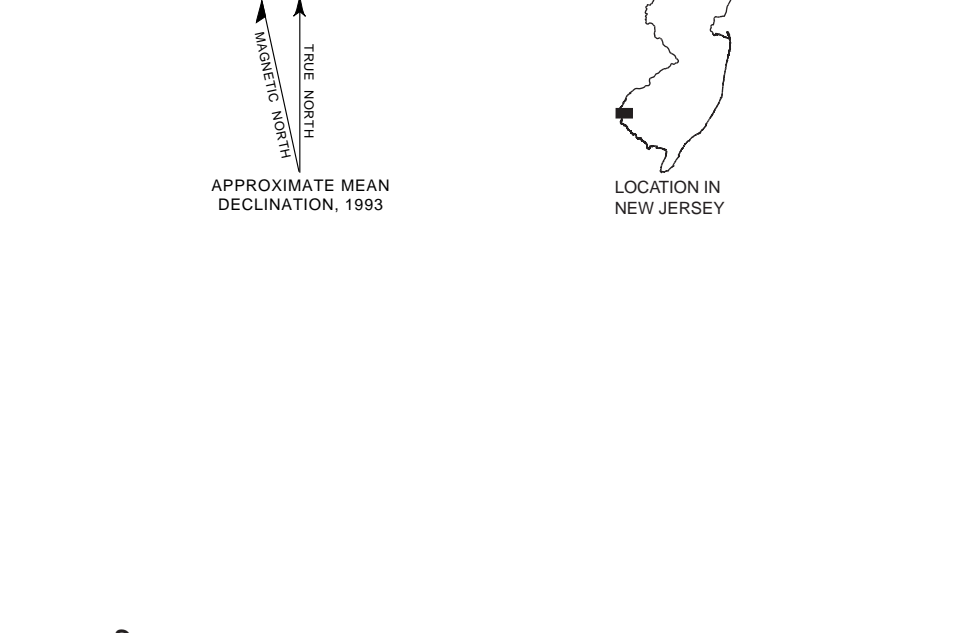 MAGNETIC NORTH
TRUE NORTH
APPROXIMATE MEAN
DECLINATION, 1993
LOCATION IN
NEW JERSEY